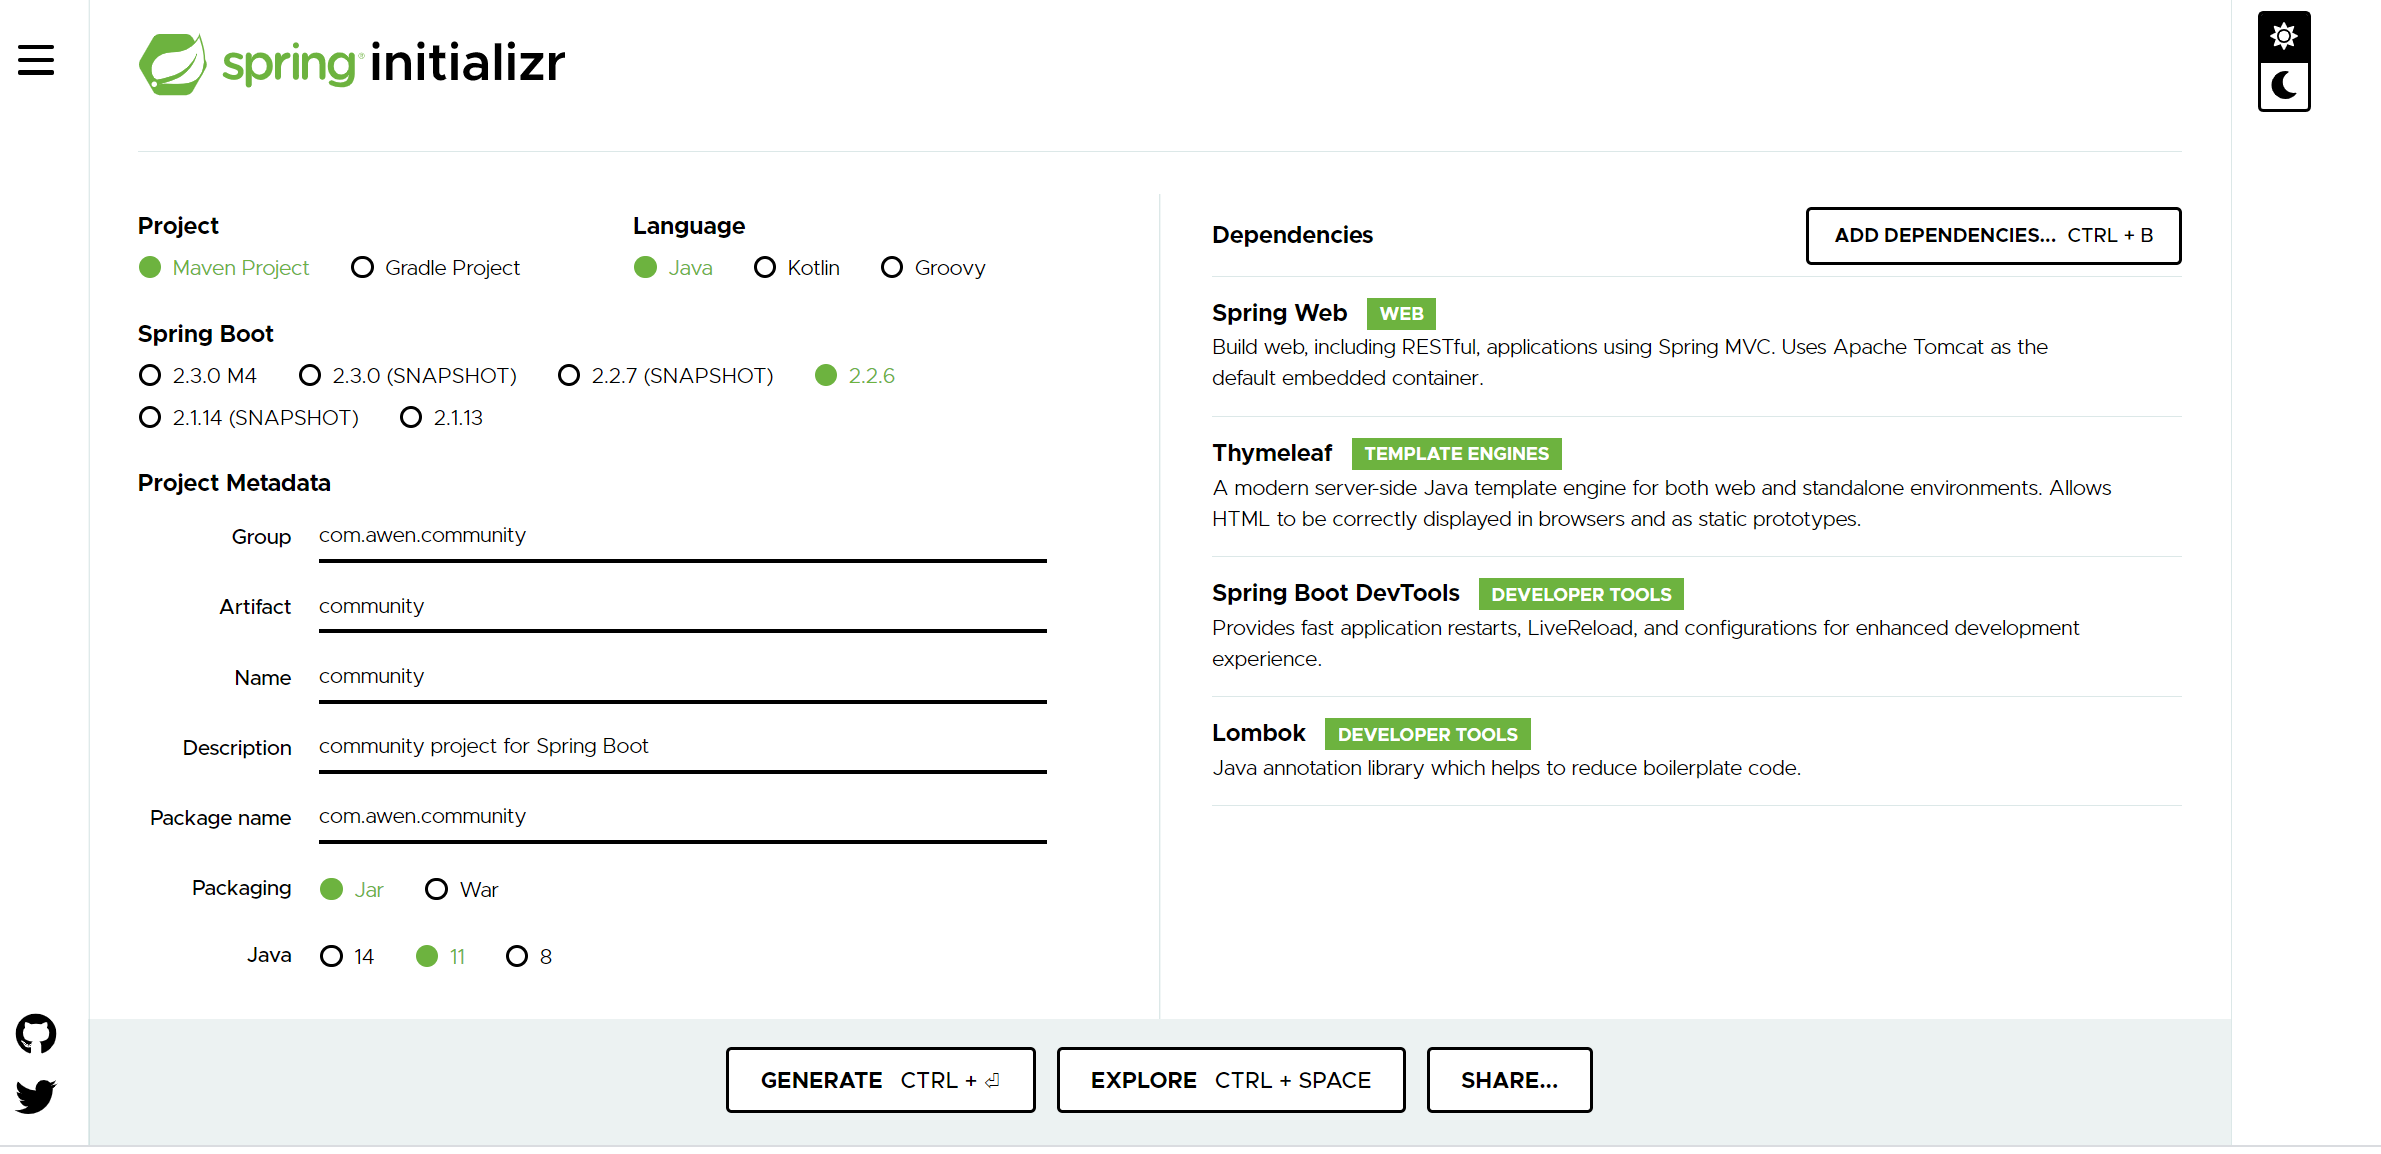 spring initializr
Project
Maven Project Gradle Project
Language
Java Kotlin Groovy
Spring Boot
2.3.0 M4 2.3.0 (SNAPSHOT) 2.2.7 (SNAPSHOT) 2.2.6
2.1.14 (SNAPSHOT) 2.1.13
Project Metadata
Group com.awen.community
Artifact community
Name community
Description community project for Spring Boot
Package name com.awen.community
Packaging Jar War
Java 14 11 8
Dependencies
ADD DEPENDENCIES... CTRL + B
Spring Web WEB
Build web, including RESTful, applications using Spring MVC. Uses Apache Tomcat as the
default embedded container.
Thymeleaf TEMPLATE ENGINES
A modern server-side Java template engine for both web and standalone environments. Allows
HTML to be correctly displayed in browsers and as static prototypes.
Spring Boot DevTools DEVELOPER TOOLS
Provides fast application restarts, LiveReload, and configurations for enhanced development
experience.
Lombok DEVELOPER TOOLS
Java annotation library which helps to reduce boilerplate code.
GENERATE CTRL + ⏎
EXPLORE CTRL + SPACE
SHARE...